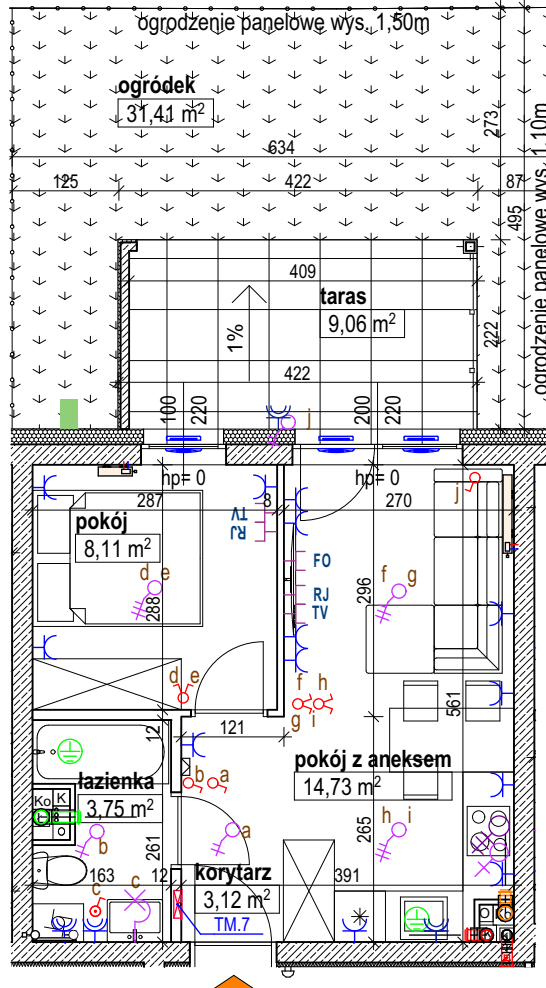 ogrodzenie panelowe wys. 1,50m
ogródek
31,41 m²
273
ogrodzenie panelowe wys. 1,10m
634
125
422
87
495
409
taras
9,06 m²
1%
222
422
100
220
200
220
j
hp= 0
hp= 0
287
8
270
j
pokój
8,11 m²
TV
RJ
FO
RJ
TV
d e
288
296
f g
d e
f h
g i
12
121
561
łazienka
3,75 m²
Ko
K
b a
pokój z aneksem
14,73 m²
b
261
a
265
h i
korytarz
3,12 m²
163
12
391
c
c
TM.7
K